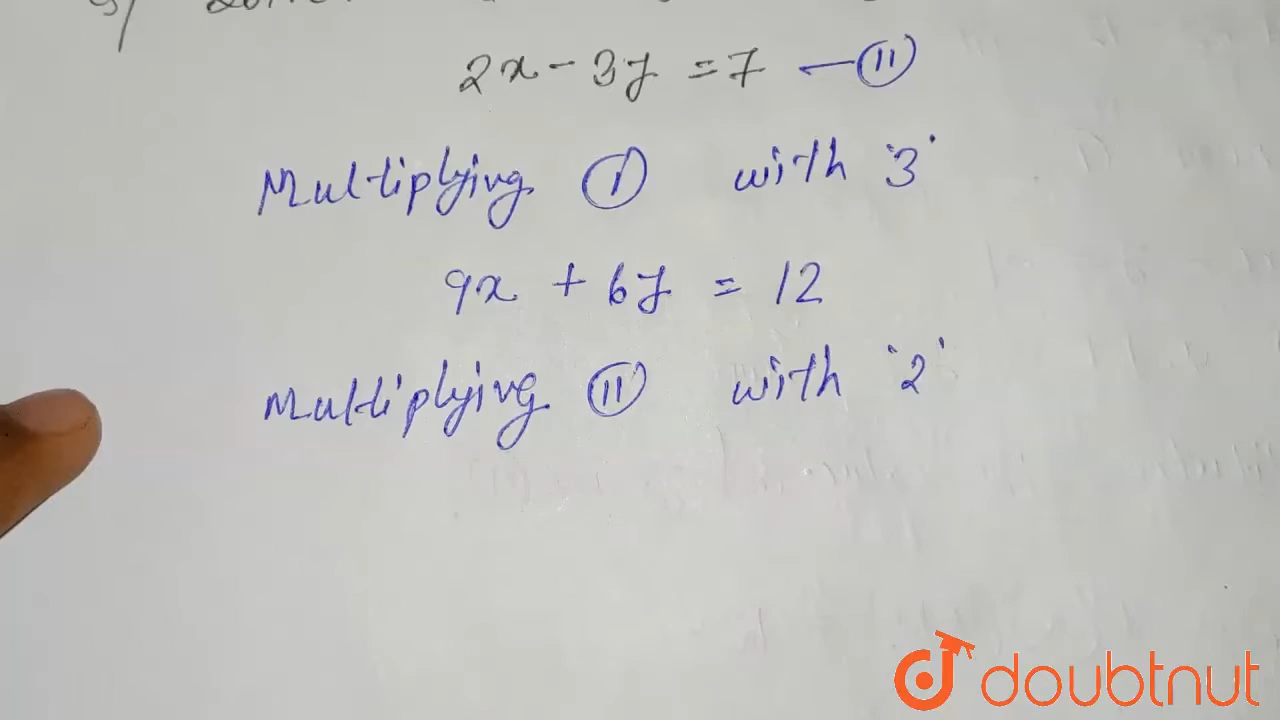 2x - 3y = 7 — II
Multiplying I with '3'
9x + 6y = 12
Multiplying II with '2'
doubtnut